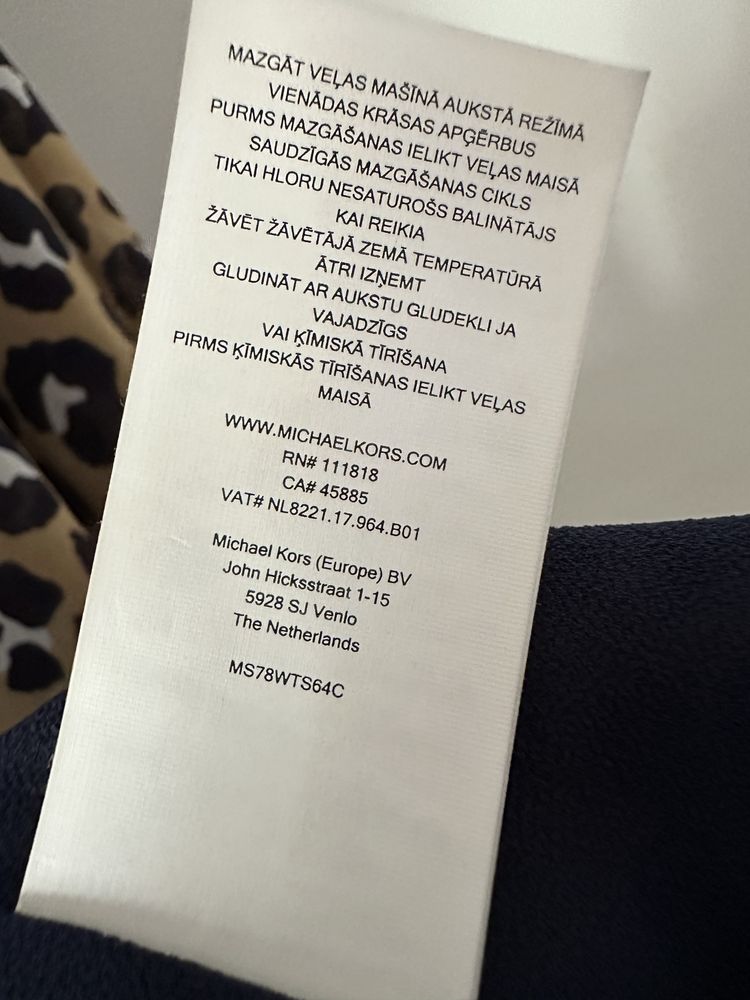 MAZGĀT VEĻAS MAŠĪNĀ AUKSTĀ REŽĪMĀ
VIENĀDAS KRĀSAS APĢĒRBUS
PURMS MAZGĀŠANAS IELIKT VEĻAS MAISĀ
SAUDZĪGĀS MAZGĀŠANAS CIKLS
TIKAI HLORU NESATUROŠS BALINĀTĀJS
KAI REIKIA
ŽĀVĒT ŽĀVĒTĀJĀ ZEMĀ TEMPERATŪRĀ
ĀTRI IZŅEMT
GLUDINĀT AR AUKSTU GLUDEKLI JA
VAJADZĪGS
VAI ĶĪMISKĀ TĪRĪŠANA
PIRMS ĶĪMISKĀS TĪRĪŠANAS IELIKT VEĻAS
MAISĀ
WWW.MICHAELKORS.COM
RN# 111818
CA# 45885
VAT# NL8221.17.964.B01
Michael Kors (Europe) BV
John Hicksstraat 1-15
5928 SJ Venlo
The Netherlands
MS78WTS64C